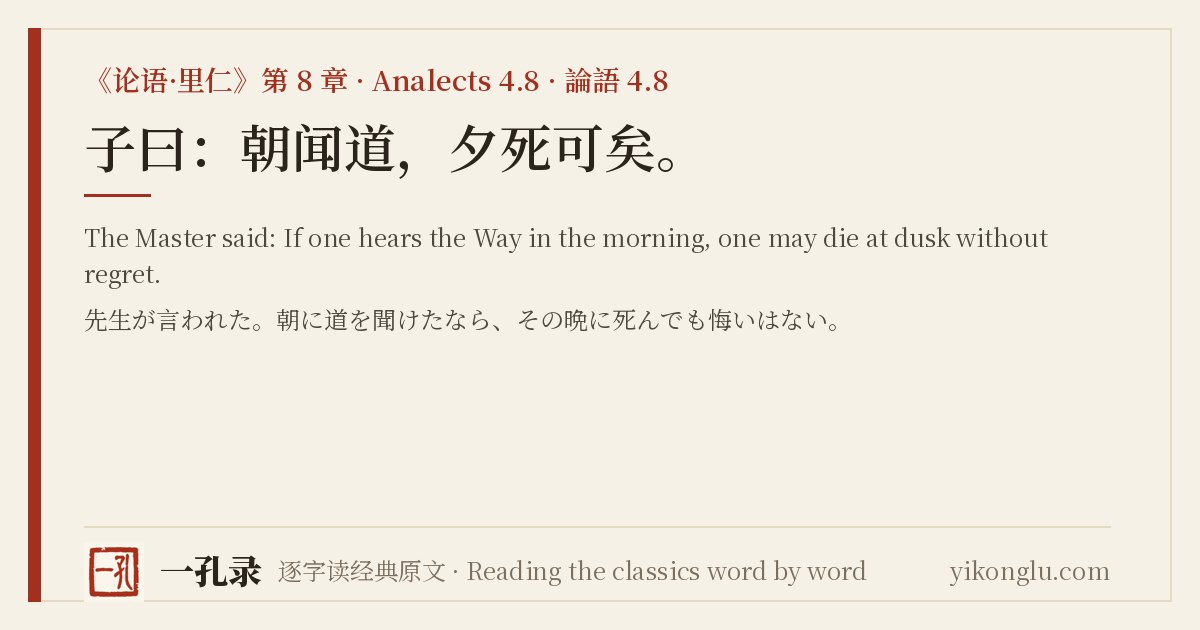 《论语·里仁》第 8 章 · Analects 4.8 · 論語 4.8
子曰：朝闻道，夕死可矣。
The Master said: If one hears the Way in the morning, one may die at dusk without
regret.
先生が言われた。朝に道を聞けたなら、その晩に死んでも悔いはない。
一孔
一孔录 逐字读经典原文 · Reading the classics word by word yikonglu.com